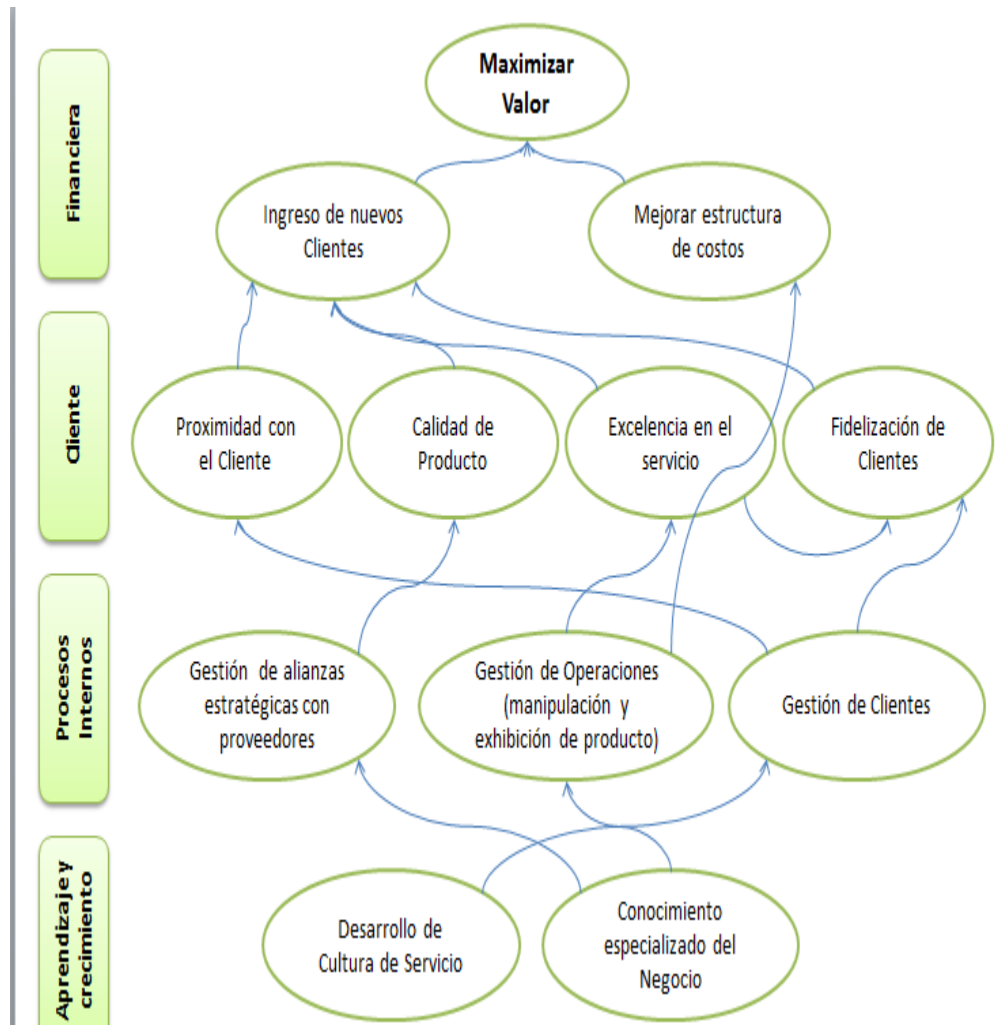 Financiera
Maximizar
Valor
Ingreso de nuevos
Clientes
Mejorar estructura
de costos
Cliente
Proximidad con
el Cliente
Calidad de
Producto
Excelencia en el
servicio
Fidelización de
Clientes
Procesos
Internos
Gestión de alianzas
estratégicas con
proveedores
Gestión de Operaciones
(manipulación y
exhibición de producto)
Gestión de Clientes
Aprendizaje y
crecimiento
Desarrollo de
Cultura de Servicio
Conocimiento
especializado del
Negocio